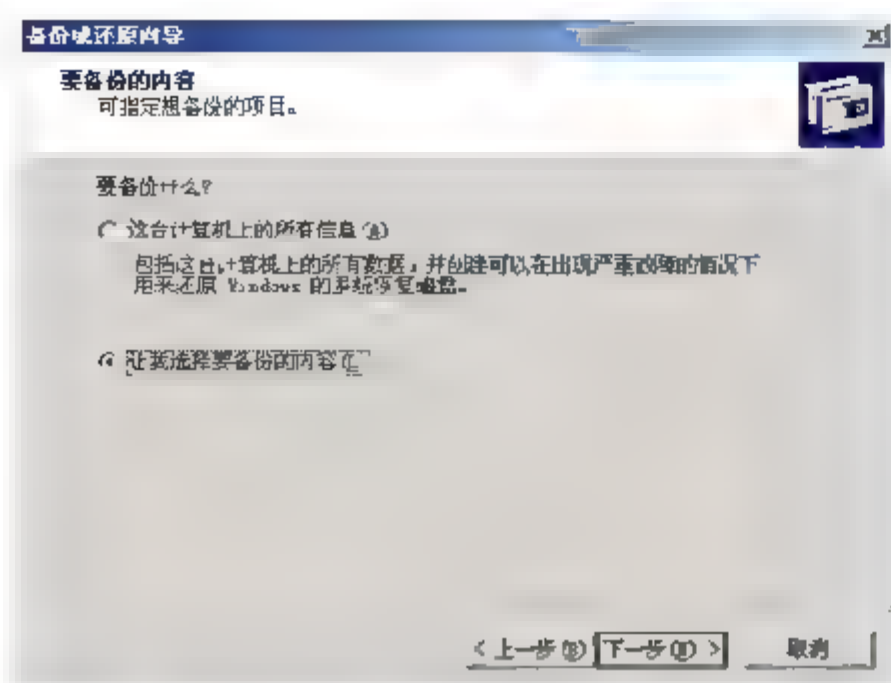 备份或还原向导
要备份的内容
可指定想备份的项目。
要备份什么?
这台计算机上的所有信息(A)
包括这台计算机上的所有数据,并创建可以在出现严重故障的情况下
用来还原 Windows 的系统恢复磁盘。
让我选择要备份的内容(L)
< 上一步(B) 下一步(N) > 取消